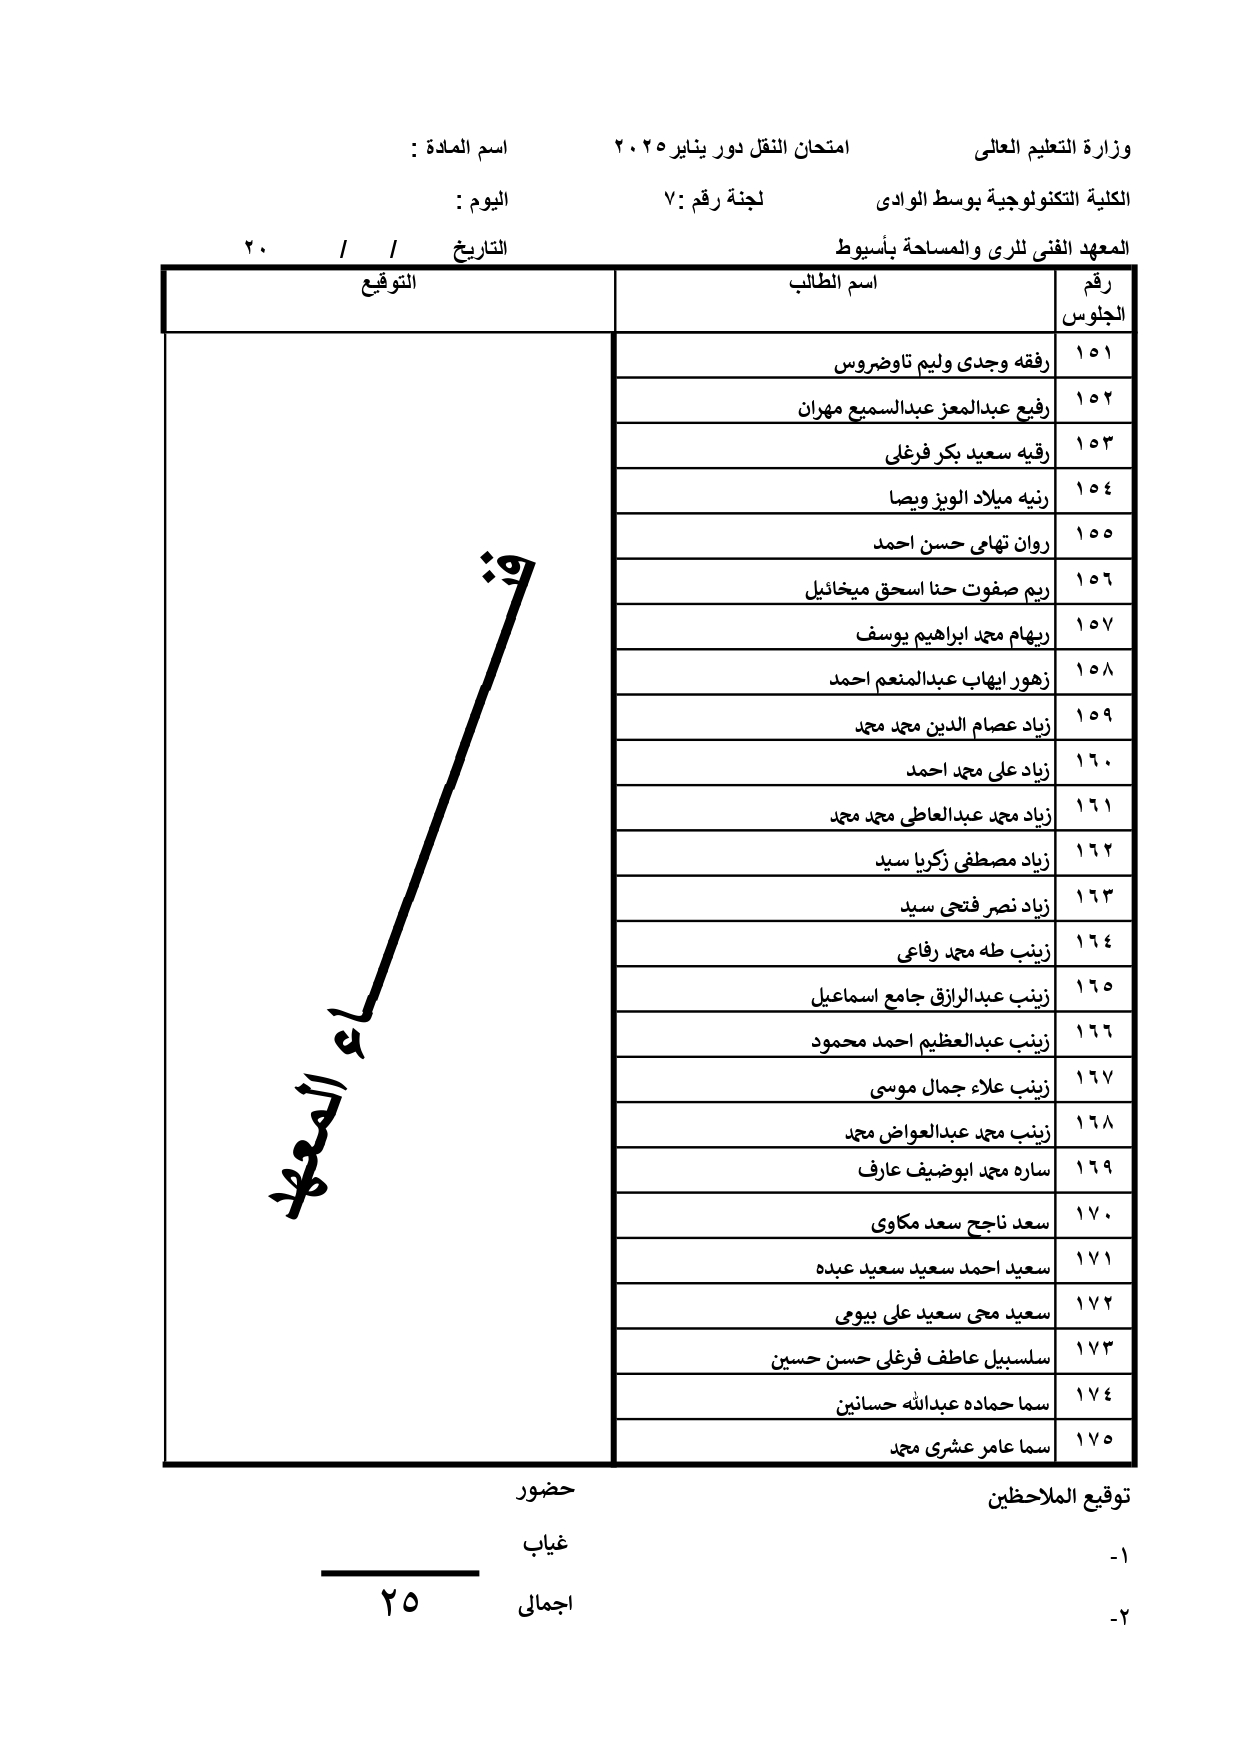 وزارة التعليم العالى امتحان النقل دور يناير ٢٠٢٥ اسم المادة :
الكلية التكنولوجية بوسط الوادى لجنة رقم :٧ اليوم :
المعهد الفنى للرى والمساحة بأسيوط التاريخ / / ٢٠
رقم الجلوس اسم الطالب التوقيع
١٥١ رفقه وجدى وليم تاوضروس
١٥٢ رفيع عبدالمعز عبدالسميع مهران
١٥٣ رقيه سعيد بكر فرغلى
١٥٤ رنيه ميلاد الويز ويصا
١٥٥ روان تهامى حسن احمد
١٥٦ ريم صفوت حنا اسحق ميخائيل
١٥٧ ريهام محمد ابراهيم يوسف
١٥٨ زهور ايهاب عبدالمنعم احمد
١٥٩ زياد عصام الدين محمد محمد
١٦٠ زياد على محمد احمد
١٦١ زياد محمد عبدالعاطى محمد محمد
١٦٢ زياد مصطفى زكريا سيد
١٦٣ زياد نصر فتحى سيد
١٦٤ زينب طه محمد رفاعى
١٦٥ زينب عبدالرازق جامع اسماعيل
١٦٦ زينب عبدالعظيم احمد محمود
١٦٧ زينب علاء جمال موسى
١٦٨ زينب محمد عبدالعواض محمد
١٦٩ ساره محمد ابوضيف عارف
١٧٠ سعد ناجح سعد مكاوى
١٧١ سعيد احمد سعيد سعيد عبده
١٧٢ سعيد محى سعيد على بيومى
١٧٣ سلسبيل عاطف فرغلى حسن حسين
١٧٤ سما حماده عبدالله حسانين
١٧٥ سما عامر عشرى محمد
فنـــــــــاء المعهد
توقيع الملاحظين حضور
١- غياب
٢- اجمالى ٢٥